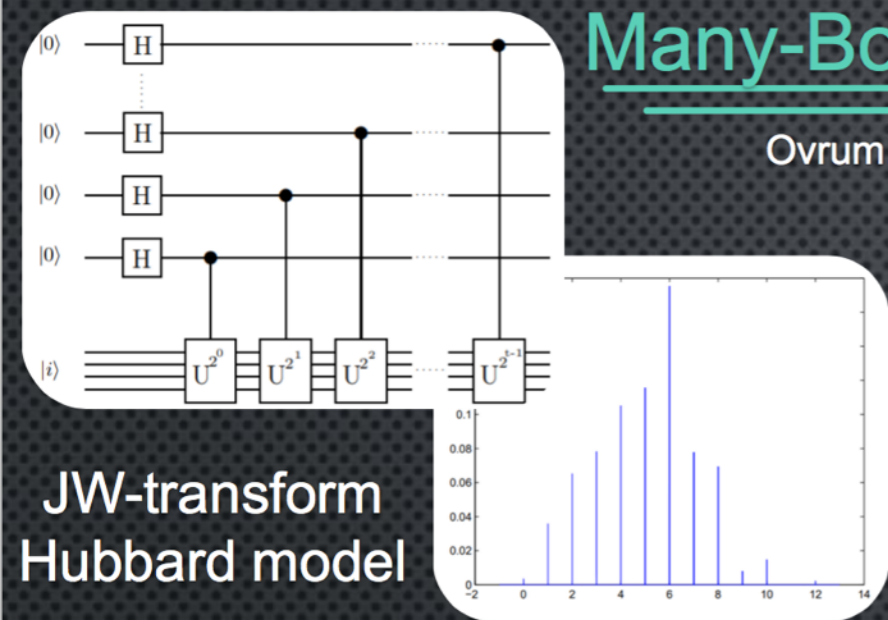 Many-Bo
Ovrum
|0⟩ H
|0⟩ H
|0⟩ H
|0⟩ H
|i⟩ U^2^0 U^2^1 U^2^2 U^2^t-1
JW-transform
Hubbard model
0.1
0.08
0.06
0.04
0.02
0
−2 0 2 4 6 8 10 12 14